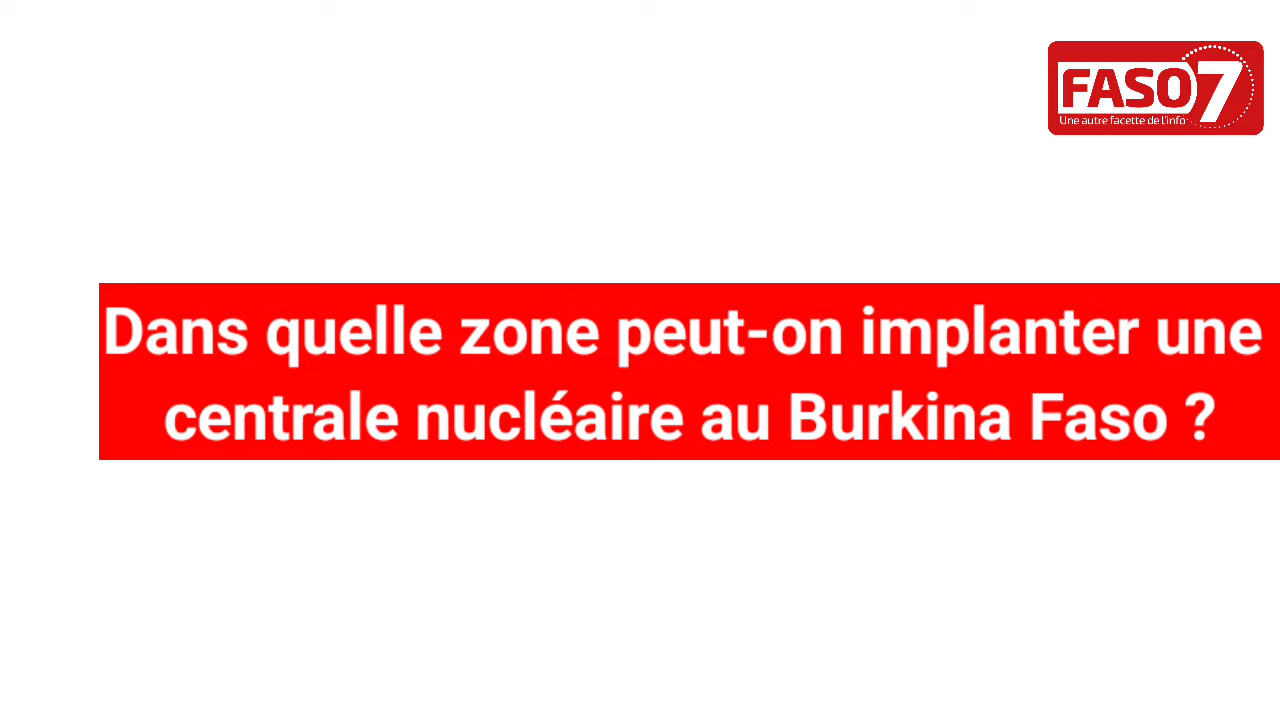 FASO7
Une autre facette de l'info
Dans quelle zone peut-on implanter une
centrale nucléaire au Burkina Faso ?